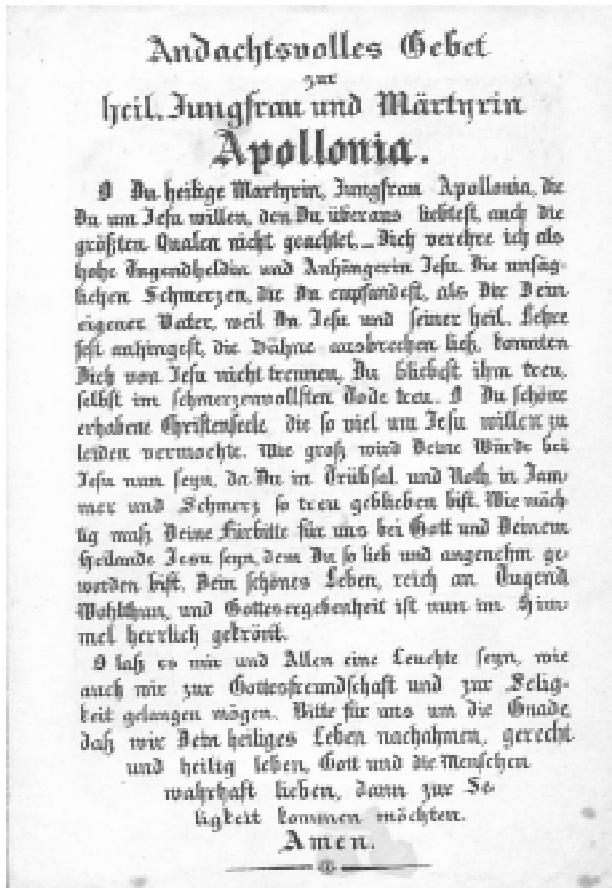 Andachtsvolles Gebet
zur
heil. Jungfrau und Märtyrin
Apollonia.
O Du heilige Martyrin, Jungfrau Apollonia, die
Du um Jesu willen, den Du überaus liebtest, auch die
größten Qualen nicht geachtet. – Dich verehre ich als
hohe Tugendheldin und Anhängerin Jesu. Die unsäg-
lichen Schmerzen, die Du empfandest, als Dir Dein
eigener Vater, weil Du Jesu und seiner heil. Lehre
fest anhingest, die Zähne ausbrechen ließ, konnten
Dich von Jesu nicht trennen, Du bliebest ihm treu,
selbst im schmerzenvollsten Tode treu. O Du schöne
erhabene Christenseele die so viel um Jesu willen zu
leiden vermochte. Wie groß wird Deine Würde bei
Jesu nun seyn, da Du in Trübsal und Noth, in Jam-
mer und Schmerz so treu geblieben bist. Wie mäch-
tig muß Deine Fürbitte für uns bei Gott und Deinem
Heilande Jesu seyn, dem Du so lieb und angenehm ge-
worden bist. Dein schönes Leben, reich an Tugend
Wohlthun, und Gottesergebenheit ist nun im Him-
mel herrlich gekrönt.
O laß es mir und Allen eine Leuchte seyn, wie
auch wir zur Gottesfreundschaft und zur Selig-
keit gelangen mögen. Bitte für uns um die Gnade,
daß wir Dein heiliges Leben nachahmen, gerecht
und heilig leben, Gott und die Menschen
wahrhaft lieben, dann zur Se-
ligkeit kommen möchten.
Amen.